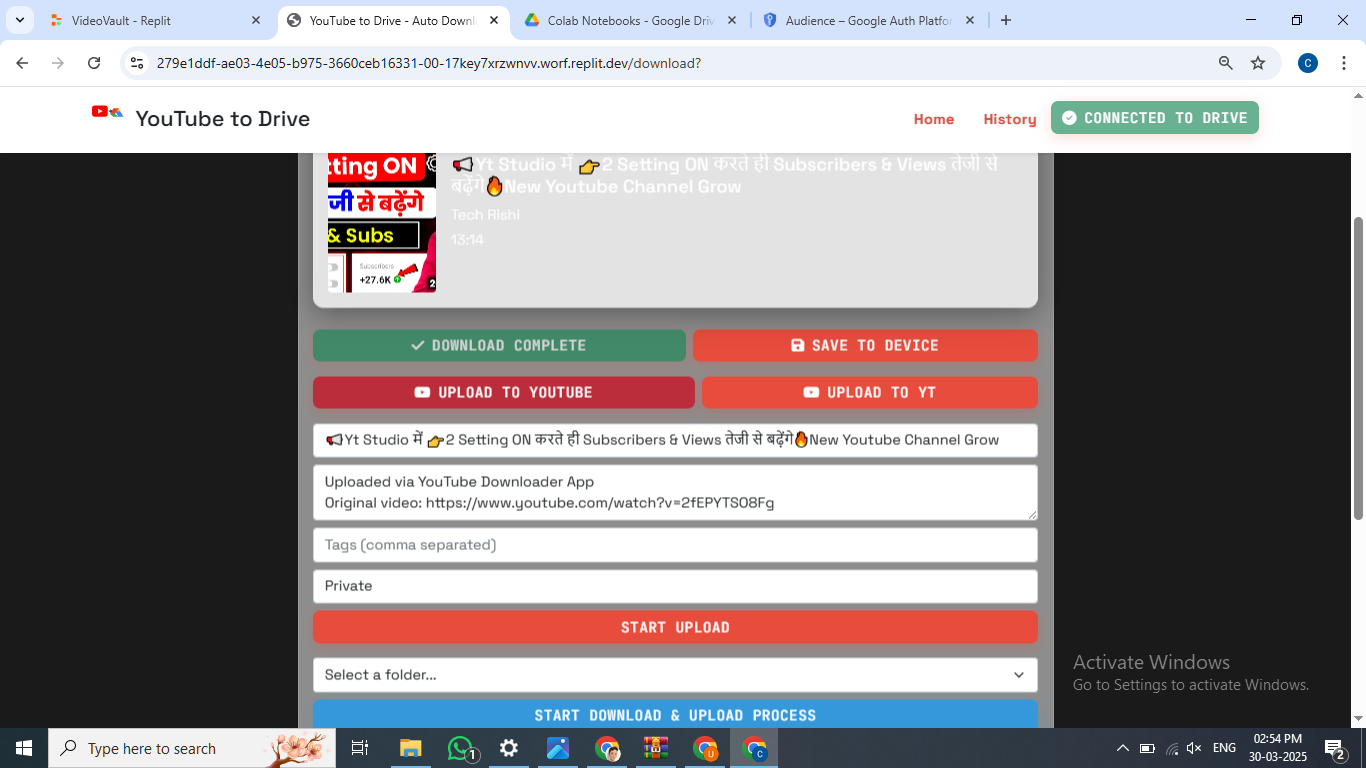 VideoVault - Replit
YouTube to Drive - Auto Downl
Colab Notebooks - Google Driv
Audience – Google Auth Platfor
279e1ddf-ae03-4e05-b975-3660ceb16331-00-17key7xrzwnvv.worf.replit.dev/download?
C
YouTube to Drive
Home
History
CONNECTED TO DRIVE
tting ON
जी से बढ़ेंगे
& Subs
Subscribers
+27.6K
2
📢Yt Studio में 👉2 Setting ON करते ही Subscribers & Views तेजी से
बढ़ेंगे🔥New Youtube Channel Grow
Tech Rishi
13:14
DOWNLOAD COMPLETE
SAVE TO DEVICE
UPLOAD TO YOUTUBE
UPLOAD TO YT
📢Yt Studio में 👉2 Setting ON करते ही Subscribers & Views तेजी से बढ़ेंगे🔥New Youtube Channel Grow
Uploaded via YouTube Downloader App
Original video: https://www.youtube.com/watch?v=2fEPYTSO8Fg
Tags (comma separated)
Private
START UPLOAD
Select a folder...
START DOWNLOAD & UPLOAD PROCESS
Activate Windows
Go to Settings to activate Windows.
Type here to search
1
U
C
ENG
02:54 PM
30-03-2025
2